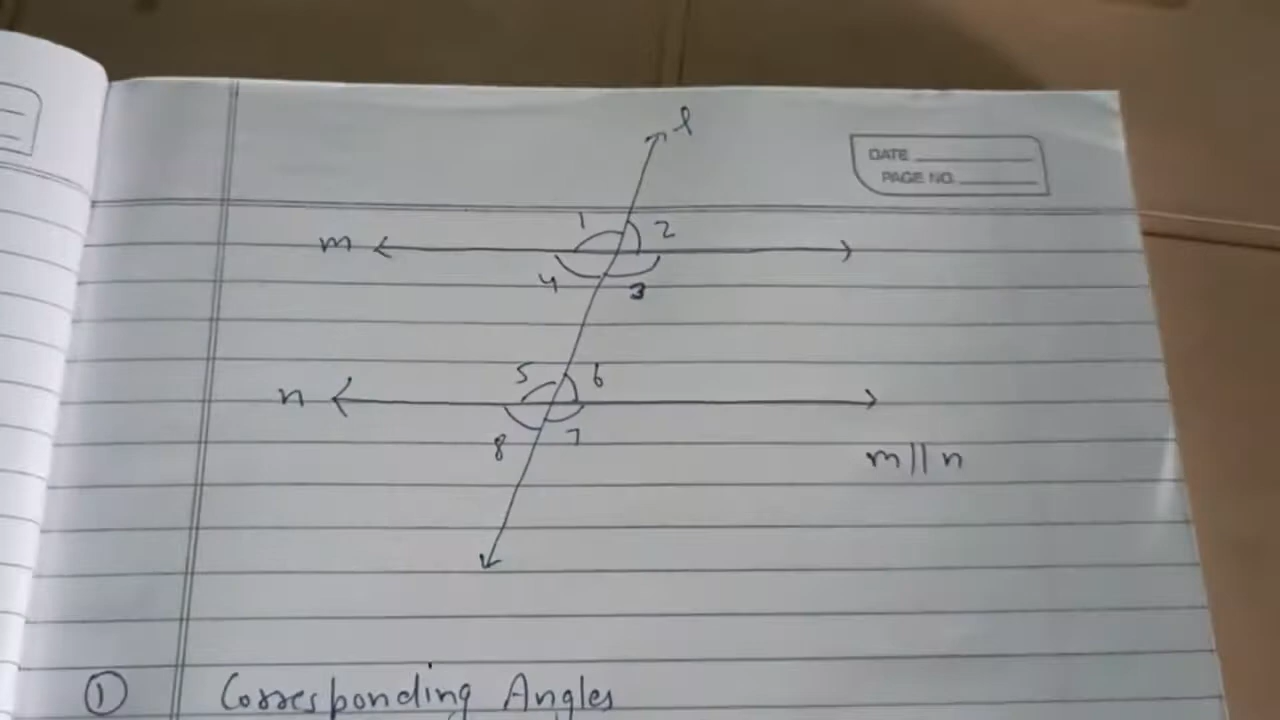 l
DATE
PAGE NO.
1 2
m
4 3
5 6
n
8 7
m || n
① Corresponding Angles